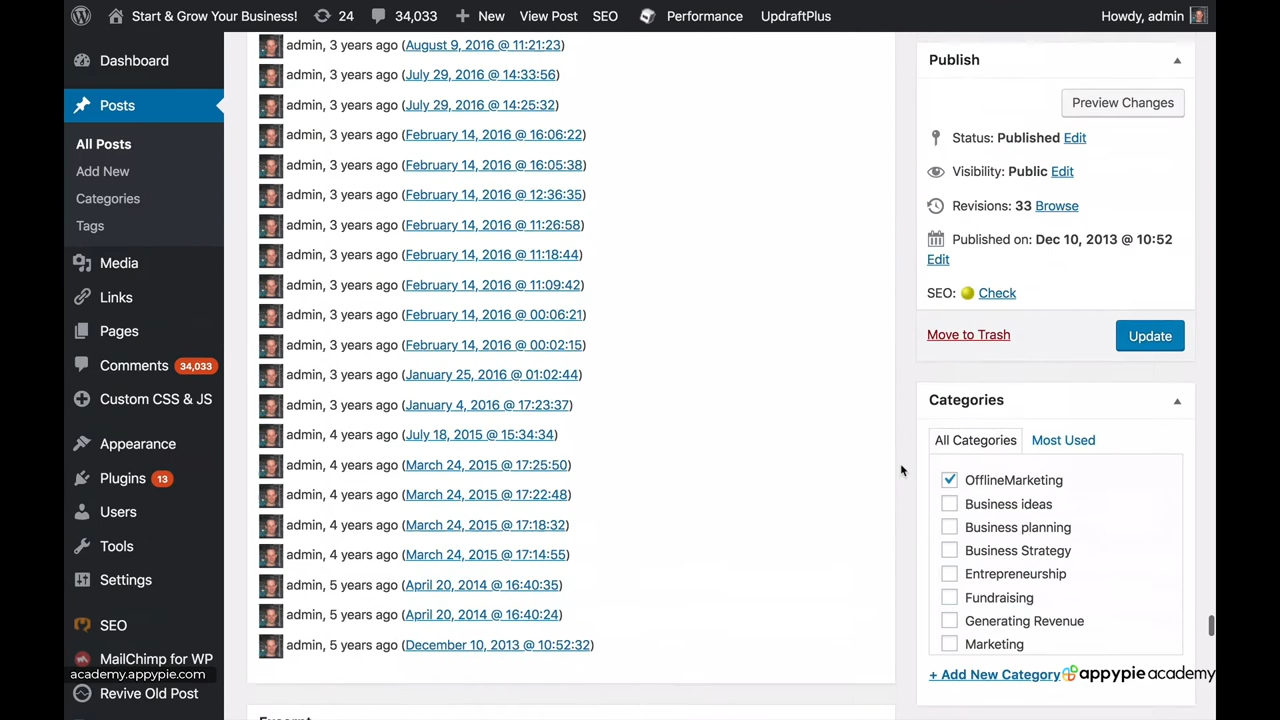 Start & Grow Your Business! 24 34,033 New View Post SEO Performance UpdraftPlus Howdy, admin
Dashboard
Posts
All Posts
Add New
Categories
Tags
Media
Links
Pages
Comments 34,033
Custom CSS & JS
Appearance
Plugins 13
Users
Tools
Settings
SEO
MailChimp for WP
academy.appypie.com
Revive Old Post
admin, 3 years ago (August 9, 2016 @ 11:21:23)
admin, 3 years ago (July 29, 2016 @ 14:33:56)
admin, 3 years ago (July 29, 2016 @ 14:25:32)
admin, 3 years ago (February 14, 2016 @ 16:06:22)
admin, 3 years ago (February 14, 2016 @ 16:05:38)
admin, 3 years ago (February 14, 2016 @ 12:36:35)
admin, 3 years ago (February 14, 2016 @ 11:26:58)
admin, 3 years ago (February 14, 2016 @ 11:18:44)
admin, 3 years ago (February 14, 2016 @ 11:09:42)
admin, 3 years ago (February 14, 2016 @ 00:06:21)
admin, 3 years ago (February 14, 2016 @ 00:02:15)
admin, 3 years ago (January 25, 2016 @ 01:02:44)
admin, 3 years ago (January 4, 2016 @ 17:23:37)
admin, 4 years ago (July 18, 2015 @ 15:34:34)
admin, 4 years ago (March 24, 2015 @ 17:25:50)
admin, 4 years ago (March 24, 2015 @ 17:22:48)
admin, 4 years ago (March 24, 2015 @ 17:18:32)
admin, 4 years ago (March 24, 2015 @ 17:14:55)
admin, 5 years ago (April 20, 2014 @ 16:40:35)
admin, 5 years ago (April 20, 2014 @ 16:40:24)
admin, 5 years ago (December 10, 2013 @ 10:52:32)
Publish
Preview Changes
Status: Published Edit
Visibility: Public Edit
Revisions: 33 Browse
Published on: Dec 10, 2013 @ 10:52
Edit
SEO: Check
Move to Trash Update
Categories
All Categories Most Used
OfflineMarketing
Business ideas
Business planning
Business Strategy
Entrepreneurship
Fundraising
Generating Revenue
Marketing
+ Add New Category
appypie academy